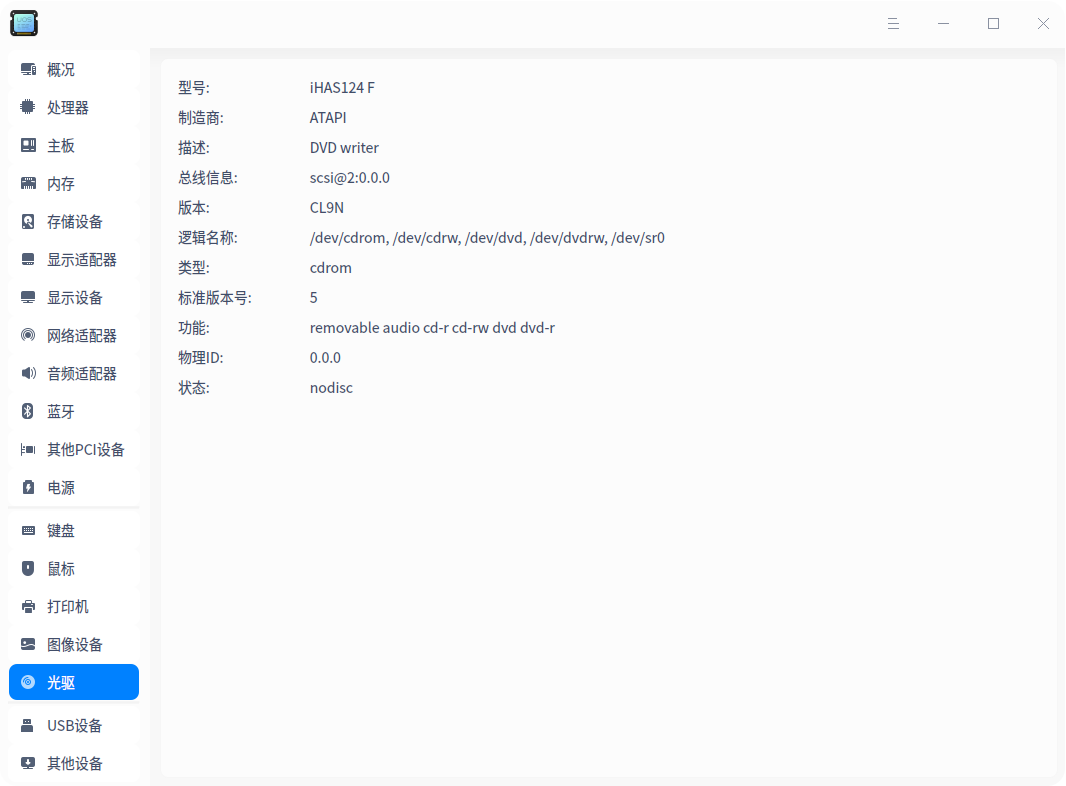 概况
处理器
主板
内存
存储设备
显示适配器
显示设备
网络适配器
音频适配器
蓝牙
其他PCI设备
电源
键盘
鼠标
打印机
图像设备
光驱
USB设备
其他设备
型号: iHAS124 F
制造商: ATAPI
描述: DVD writer
总线信息: scsi@2:0.0.0
版本: CL9N
逻辑名称: /dev/cdrom, /dev/cdrw, /dev/dvd, /dev/dvdrw, /dev/sr0
类型: cdrom
标准版本号: 5
功能: removable audio cd-r cd-rw dvd dvd-r
物理ID: 0.0.0
状态: nodisc